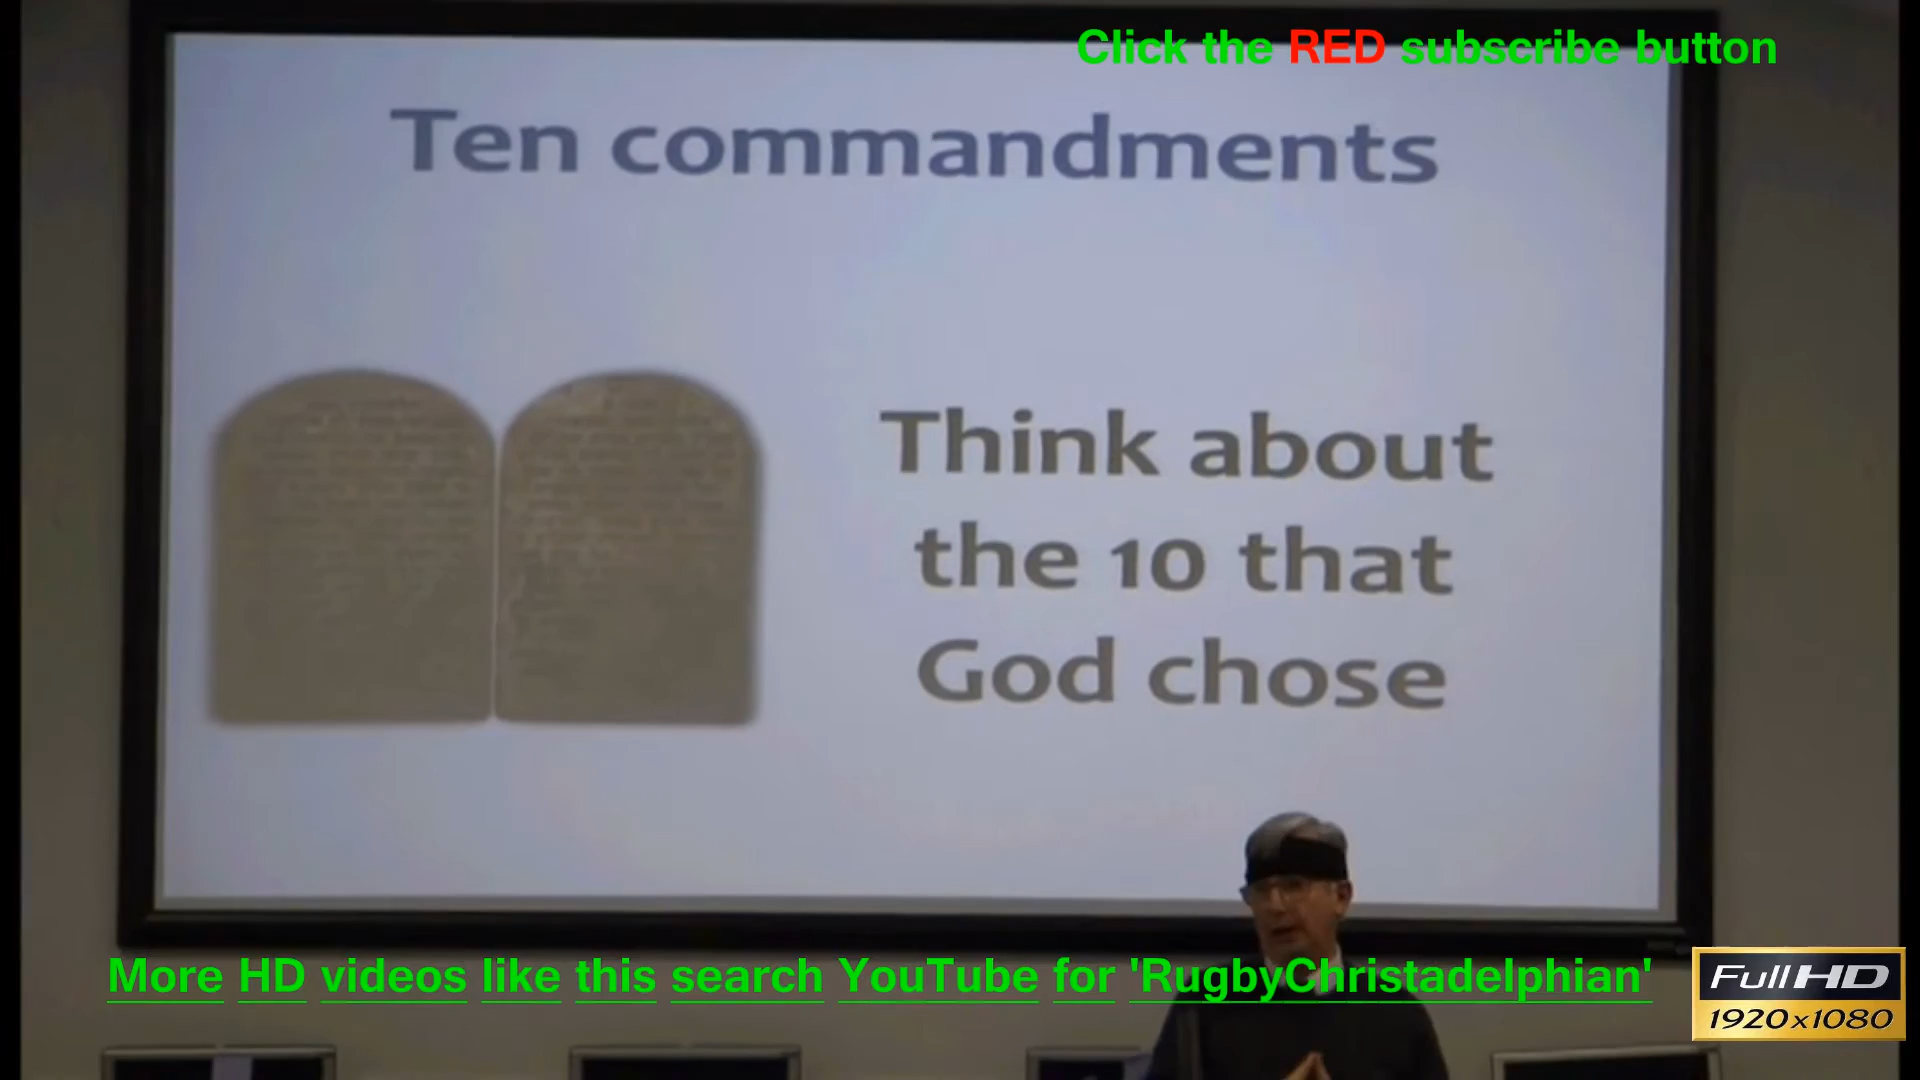 Click the RED subscribe button
Ten commandments
Think about
the 10 that
God chose
More HD videos like this search YouTube for 'RugbyChristadelphian'
Full HD
1920x1080